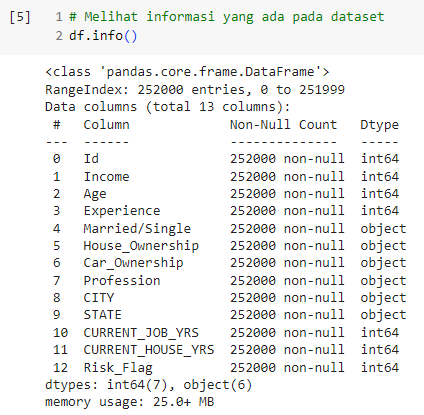 [5] 1 # Melihat informasi yang ada pada dataset
2 df.info()
<class 'pandas.core.frame.DataFrame'>
RangeIndex: 252000 entries, 0 to 251999
Data columns (total 13 columns):
 #   Column             Non-Null Count   Dtype
---  ------             --------------   -----
 0   Id                 252000 non-null  int64
 1   Income             252000 non-null  int64
 2   Age                252000 non-null  int64
 3   Experience         252000 non-null  int64
 4   Married/Single     252000 non-null  object
 5   House_Ownership    252000 non-null  object
 6   Car_Ownership      252000 non-null  object
 7   Profession         252000 non-null  object
 8   CITY               252000 non-null  object
 9   STATE              252000 non-null  object
 10  CURRENT_JOB_YRS    252000 non-null  int64
 11  CURRENT_HOUSE_YRS  252000 non-null  int64
 12  Risk_Flag          252000 non-null  int64
dtypes: int64(7), object(6)
memory usage: 25.0+ MB